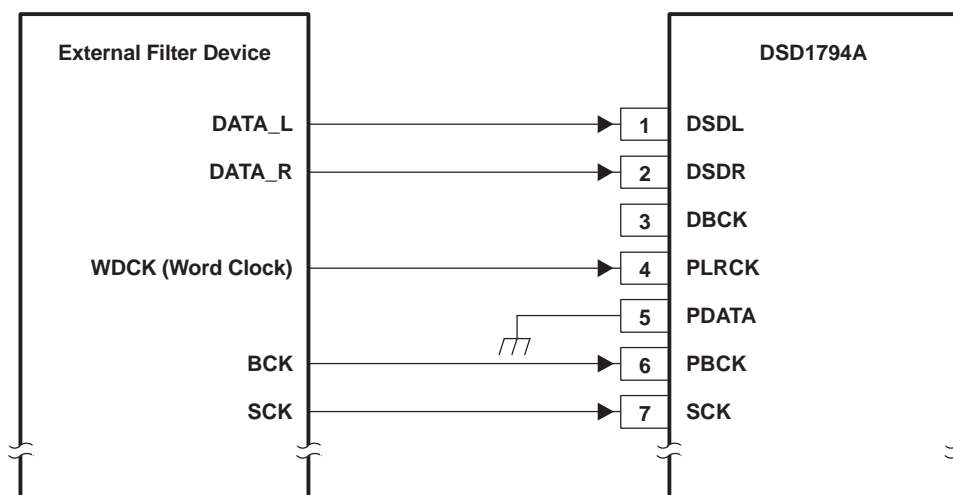 External Filter Device
DSD1794A
DATA_L
1
DSDL
DATA_R
2
DSDR
3
DBCK
WDCK (Word Clock)
4
PLRCK
5
PDATA
BCK
6
PBCK
SCK
7
SCK